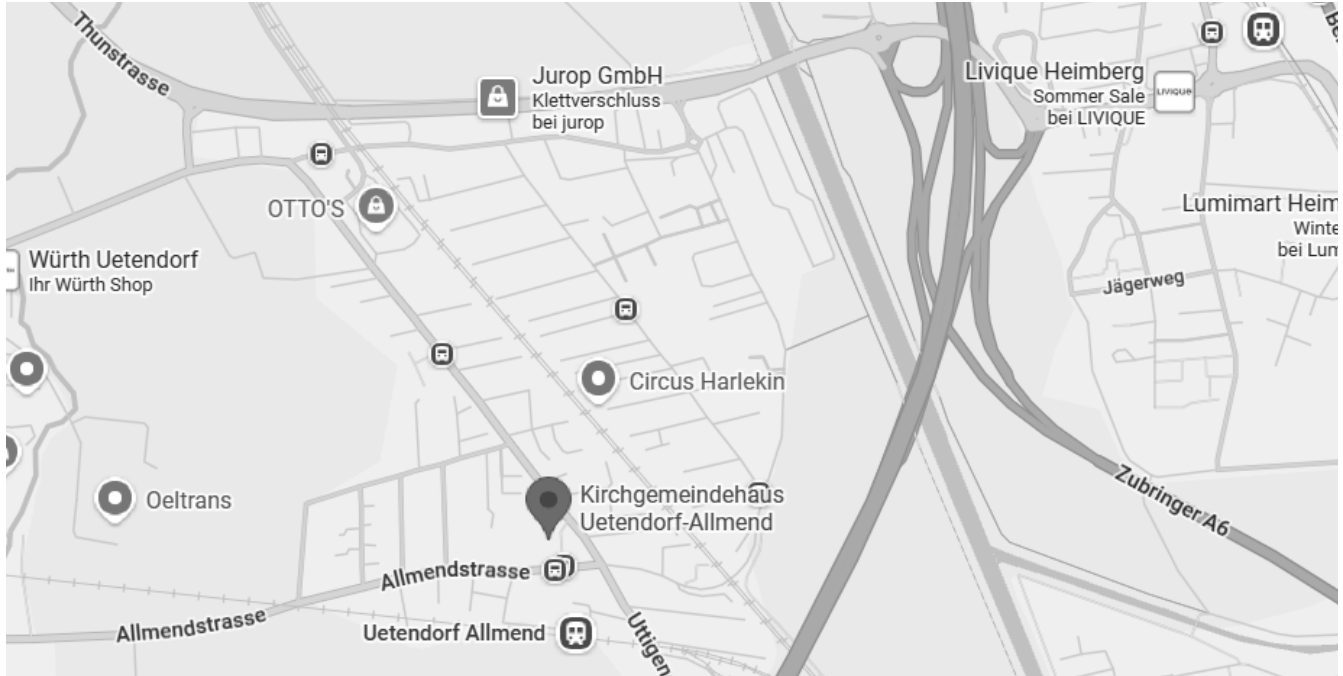 Thunstrasse
Jurop GmbH
Klettverschluss
bei jurop
Livique Heimberg
Sommer Sale
bei LIVIQUE
LIVIQUE
OTTO'S
Lumimart Heim
Winte
bei Lum
Würth Uetendorf
Ihr Würth Shop
Jägerweg
Circus Harlekin
Oeltrans
Kirchgemeindehaus
Uetendorf-Allmend
Zubringer A6
Allmendstrasse
Allmendstrasse
Uetendorf Allmend
Uttigen